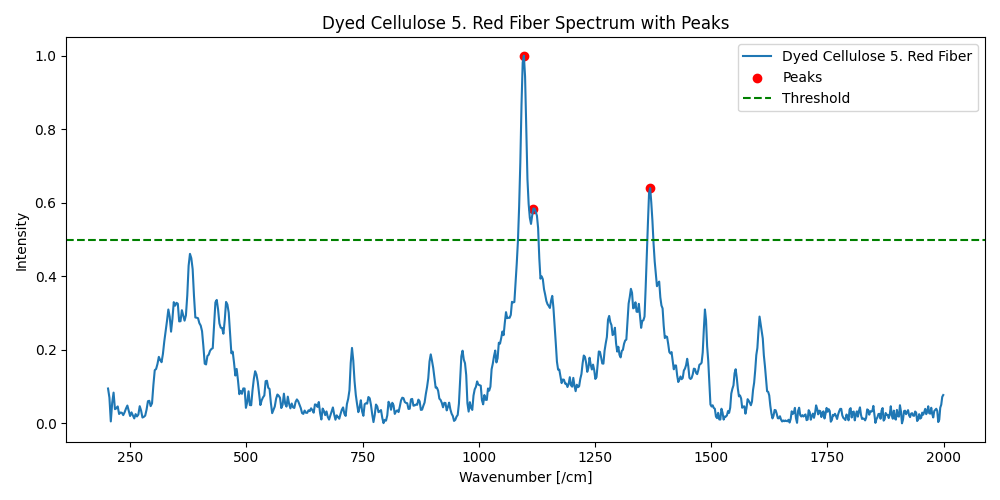 Dyed Cellulose 5. Red Fiber Spectrum with Peaks
Dyed Cellulose 5. Red Fiber
Peaks
Threshold
Intensity
1.0
0.8
0.6
0.4
0.2
0.0
250 500 750 1000 1250 1500 1750 2000
Wavenumber [/cm]